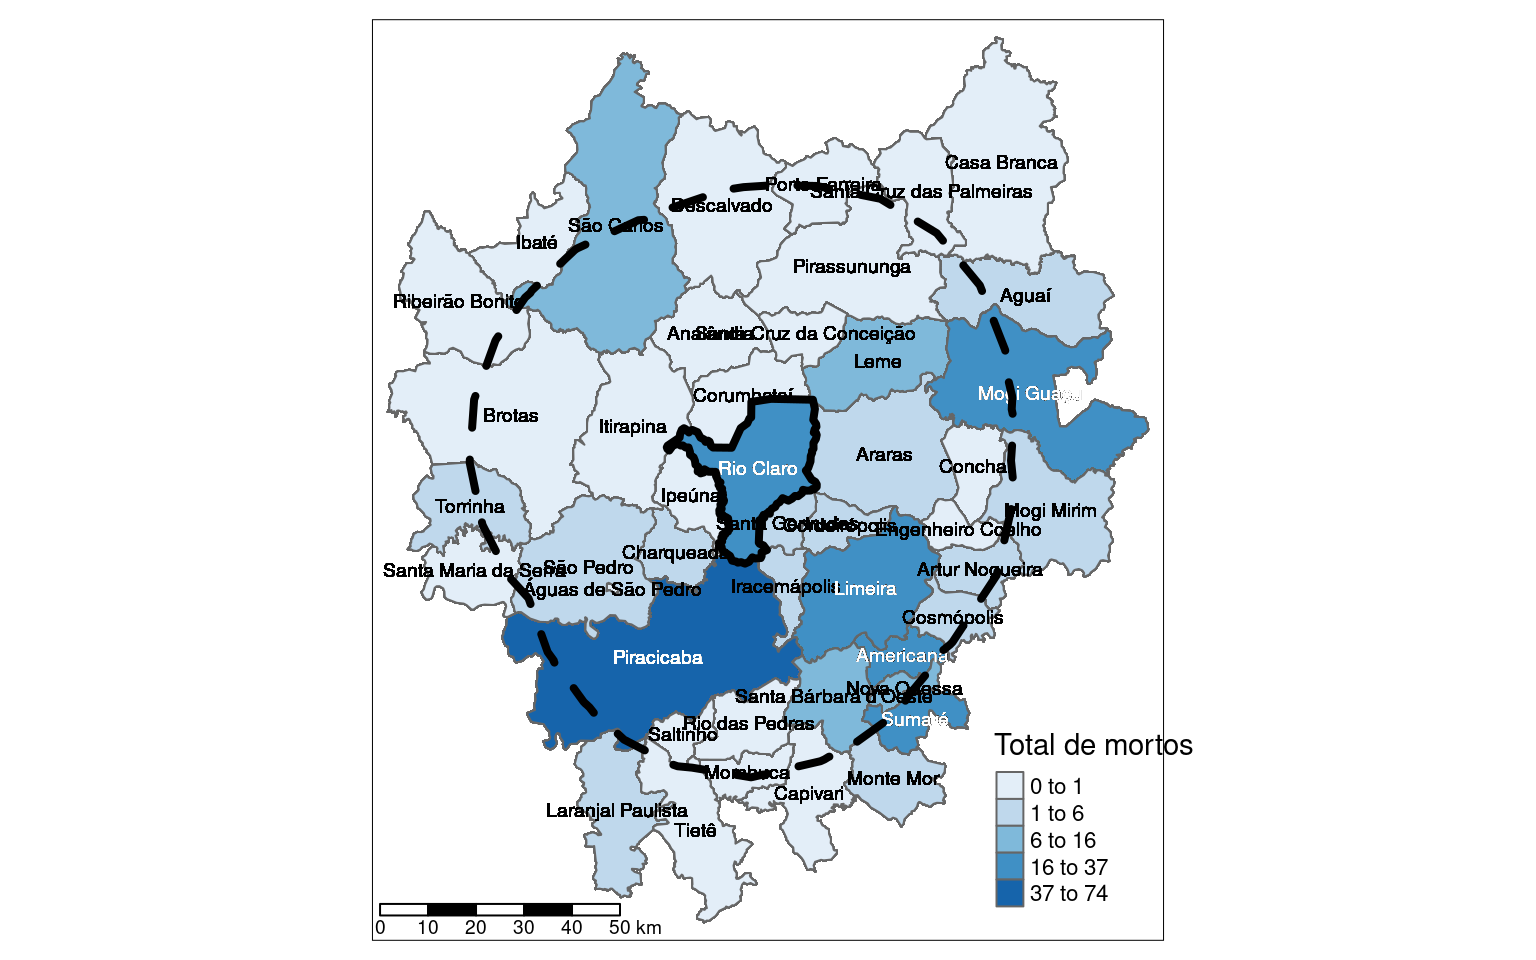 Casa Branca
Porto Ferreira
Santa Cruz das Palmeiras
Descalvado
São Carlos
Ibaté
Pirassununga
Ribeirão Bonito
Aguaí
Analândia
Santa Cruz da Conceição
Leme
Mogi Guaçu
Corumbataí
Brotas
Itirapina
Araras
Rio Claro
Conchal
Ipeúna
Torrinha
Mogi Mirim
Santa Gertrudes
Cordeirópolis
Engenheiro Coelho
Charqueada
São Pedro
Santa Maria da Serra
Artur Nogueira
Águas de São Pedro
Iracemápolis
Limeira
Cosmópolis
Piracicaba
Americana
Nova Odessa
Santa Bárbara d'Oeste
Rio das Pedras
Sumaré
Saltinho
Mombuca
Monte Mor
Capivari
Laranjal Paulista
Tietê
Total de mortos
0 to 1
1 to 6
6 to 16
16 to 37
37 to 74
0 10 20 30 40 50 km